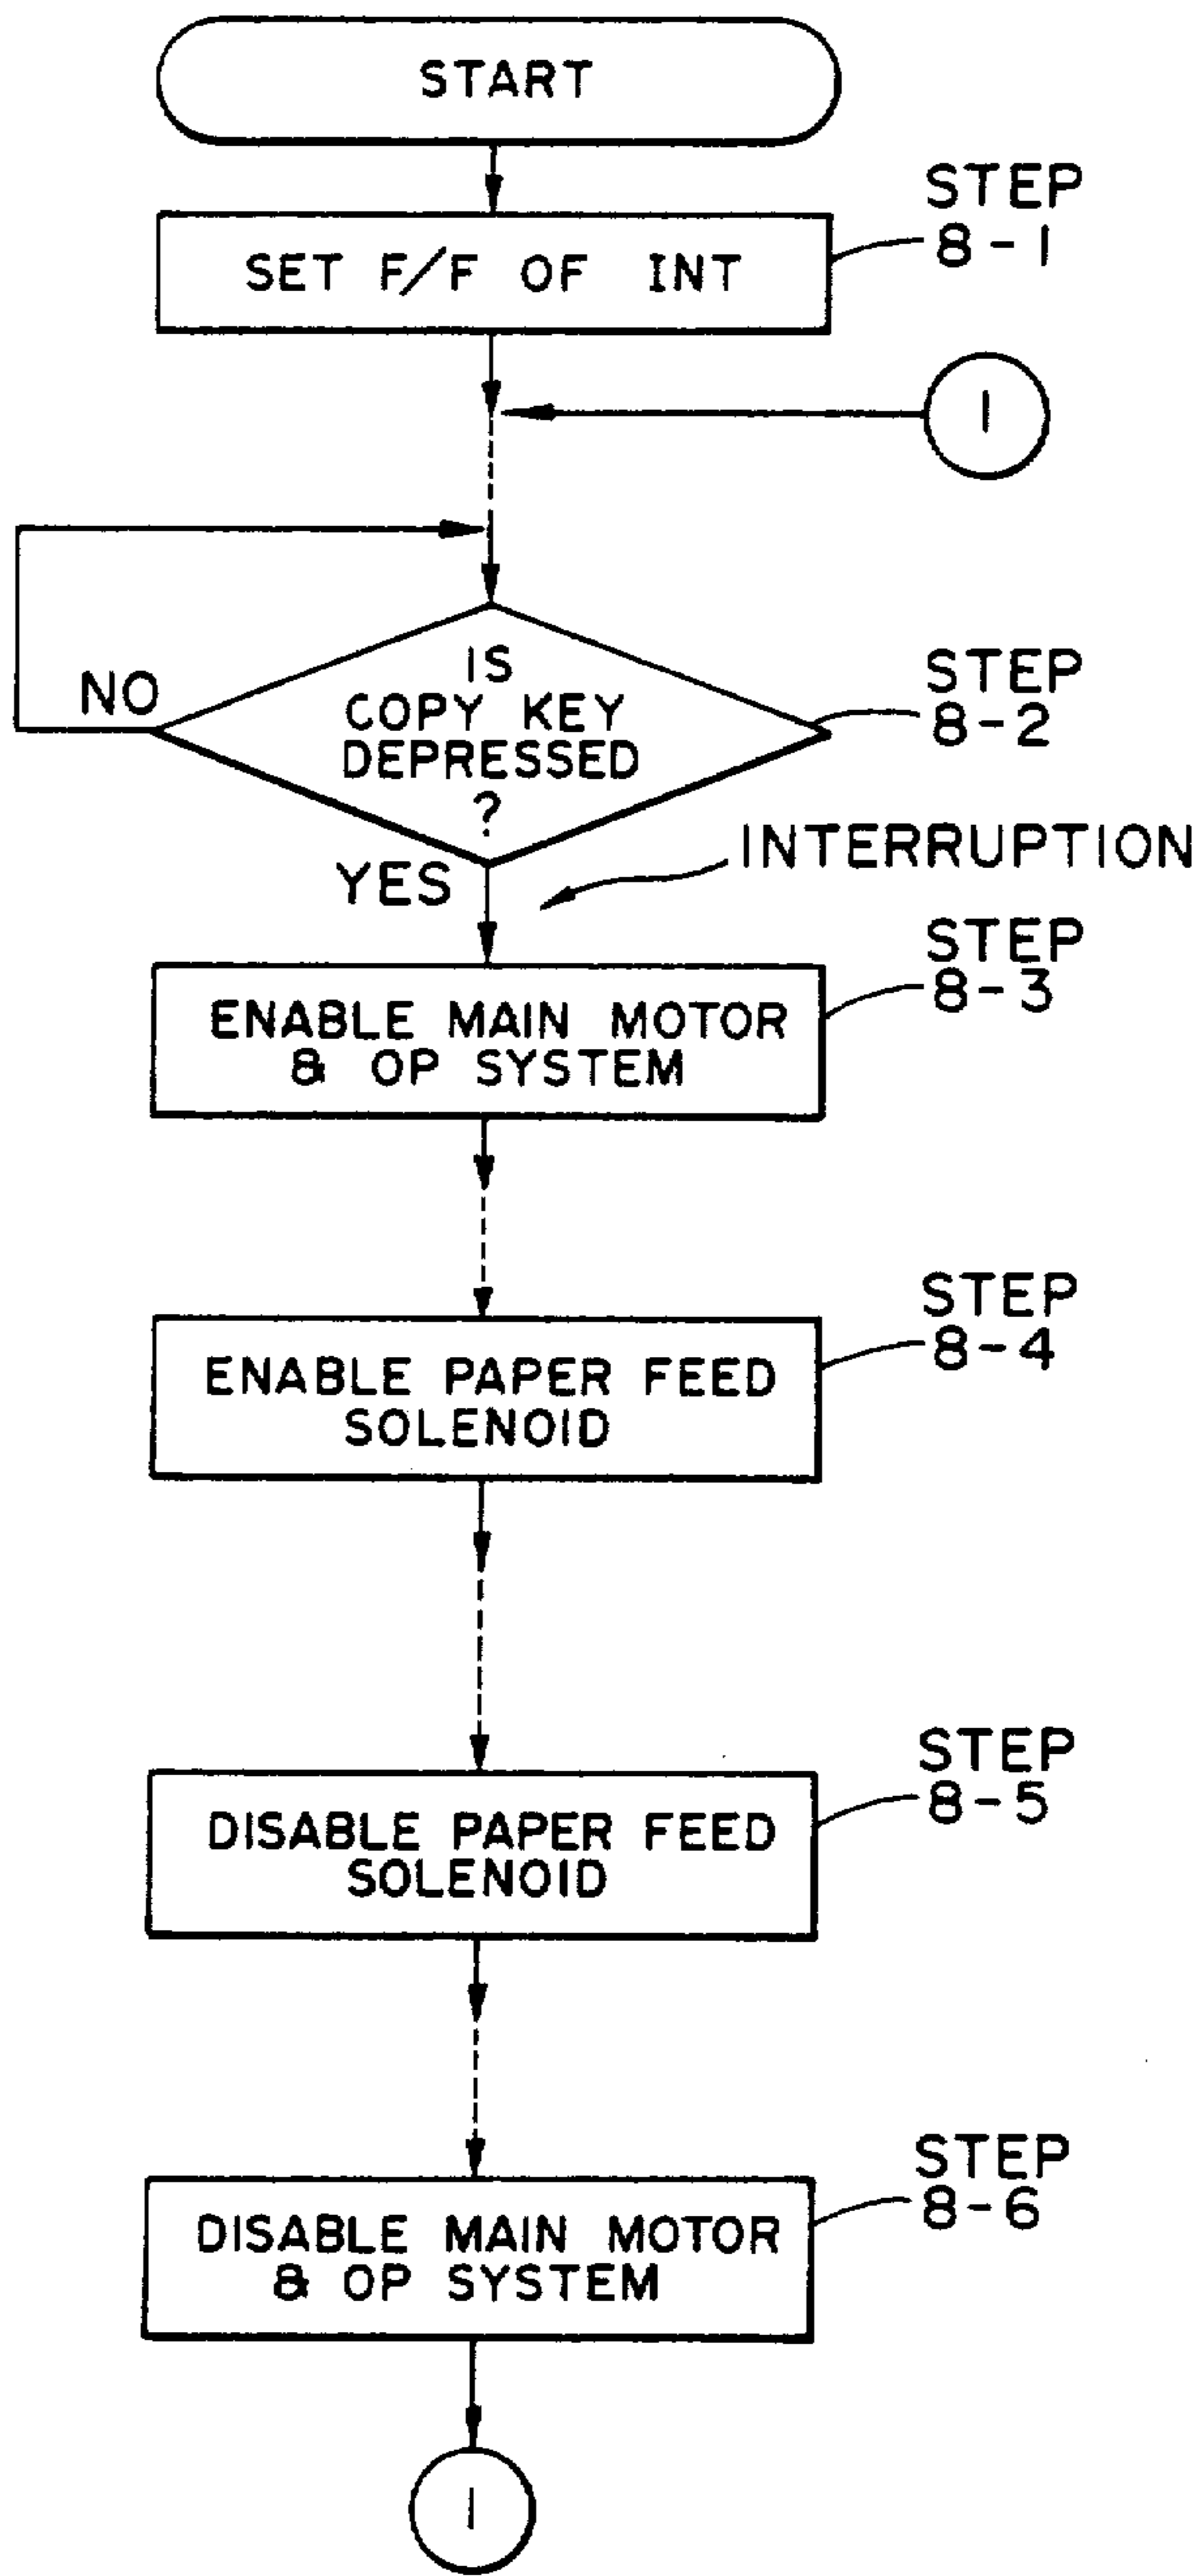 START
STEP
8-1
SET F/F OF INT
1
IS
COPY KEY
DEPRESSED
?
NO
STEP
8-2
YES
INTERRUPTION
STEP
8-3
ENABLE MAIN MOTOR
& OP SYSTEM
STEP
8-4
ENABLE PAPER FEED
SOLENOID
STEP
8-5
DISABLE PAPER FEED
SOLENOID
STEP
8-6
DISABLE MAIN MOTOR
& OP SYSTEM
1